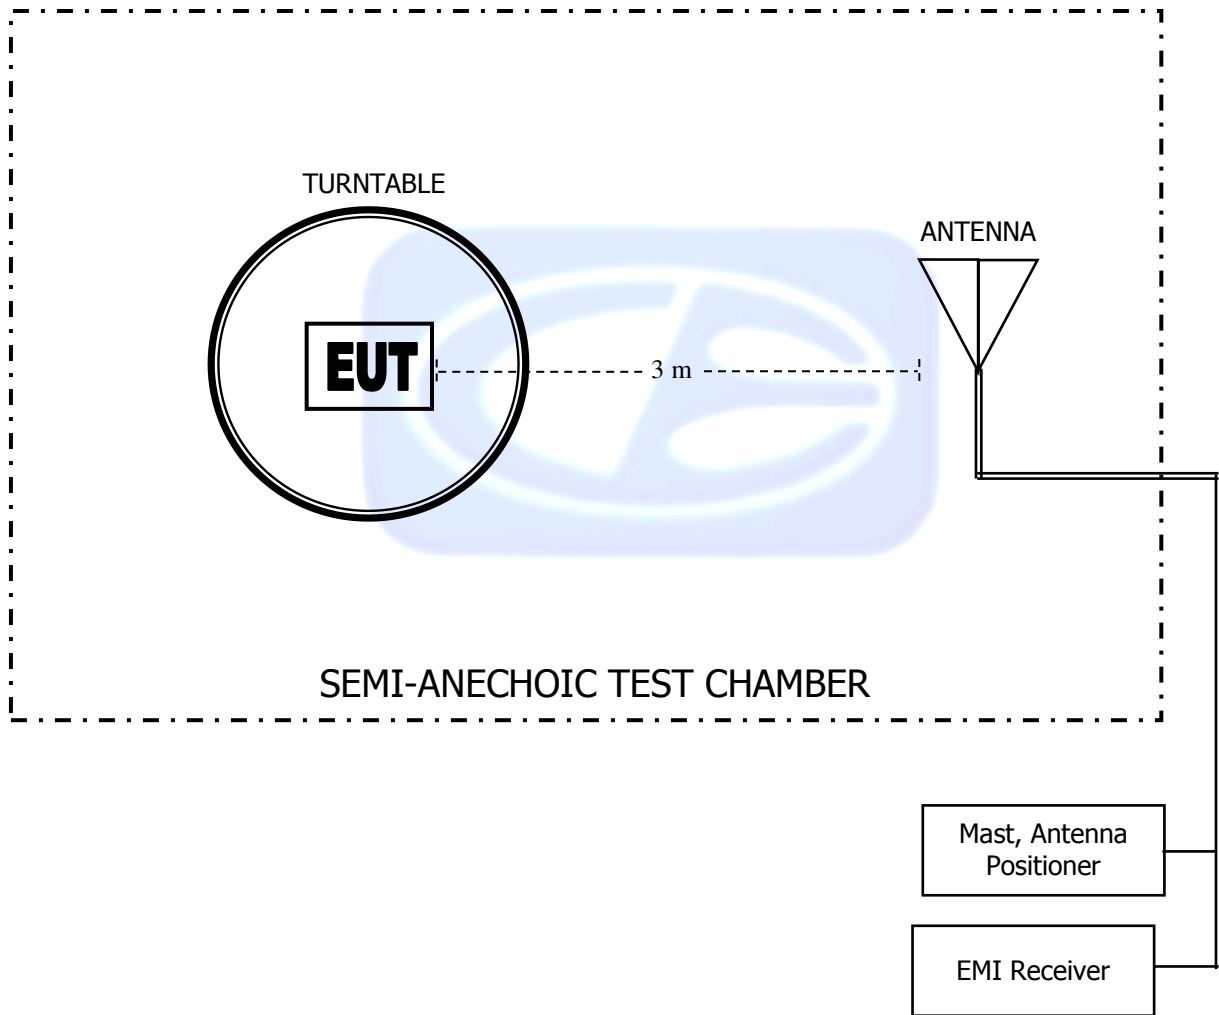 TURNTABLE
ANTENNA
EUT
3 m
SEMI-ANECHOIC TEST CHAMBER
Mast, Antenna
Positioner
EMI Receiver